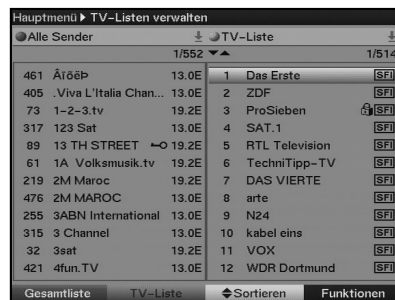 Hauptmenü TV-Listen verwalten
Alle Sender
1/552
461 ÂïõêÞ 13.0E
405 .Viva L'Italia Chan... 13.0E
73 1-2-3.tv 19.2E
317 123 Sat 13.0E
89 13 TH STREET 19.2E
61 1A Volksmusik.tv 19.2E
219 2M Maroc 13.0E
476 2M MAROC 13.0E
255 3ABN International 13.0E
315 3 Channel 13.0E
32 3sat 19.2E
421 4fun.TV 13.0E
TV-Liste
1/514
1 Das Erste SFI
2 ZDF SFI
3 ProSieben SFI
4 SAT.1 SFI
5 RTL Television SFI
6 TechniTipp-TV SFI
7 DAS VIERTE SFI
8 arte SFI
9 N24 SFI
10 kabel eins SFI
11 VOX SFI
12 WDR Dortmund SFI
Gesamtliste TV-Liste Sortieren Funktionen